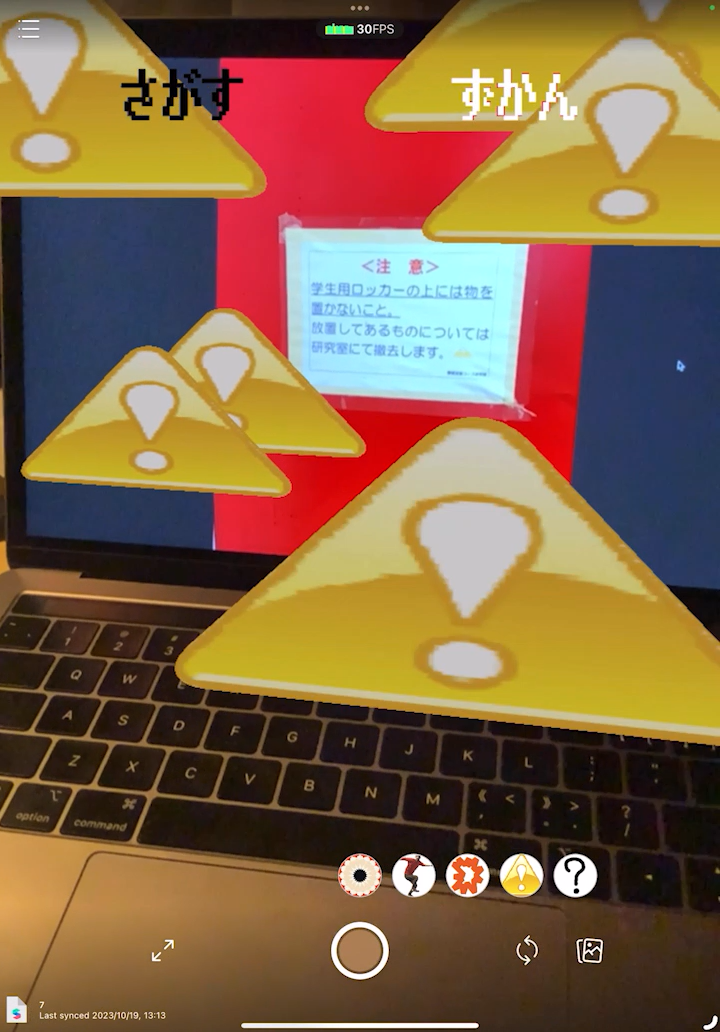 30FPS
さがす
ずかん
<注 意>
学生用ロッカーの上には物を
置かないこと。
放置してあるものについては
研究室にて撤去します。
! 1
@ 2
# 3
Q W E
A S D F G H J K L : ; " '
Z X C V B N M 《 < 、 , 》 > 。 . ? /
option ⌥ command ⌘ ⌘ ⌥
7
Last synced 2023/10/19, 13:13